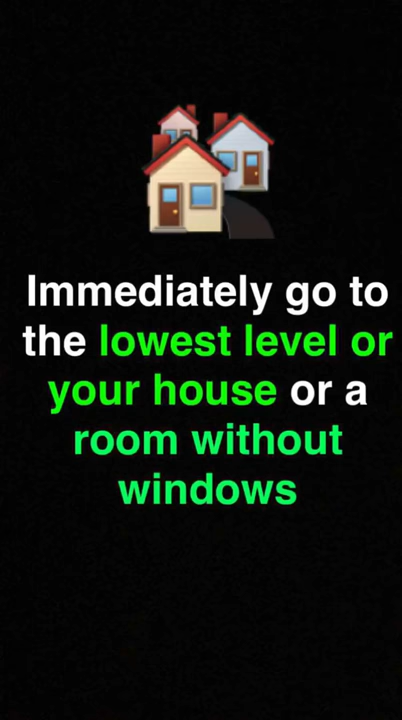 Immediately go to
the lowest level or
your house or a
room without
windows